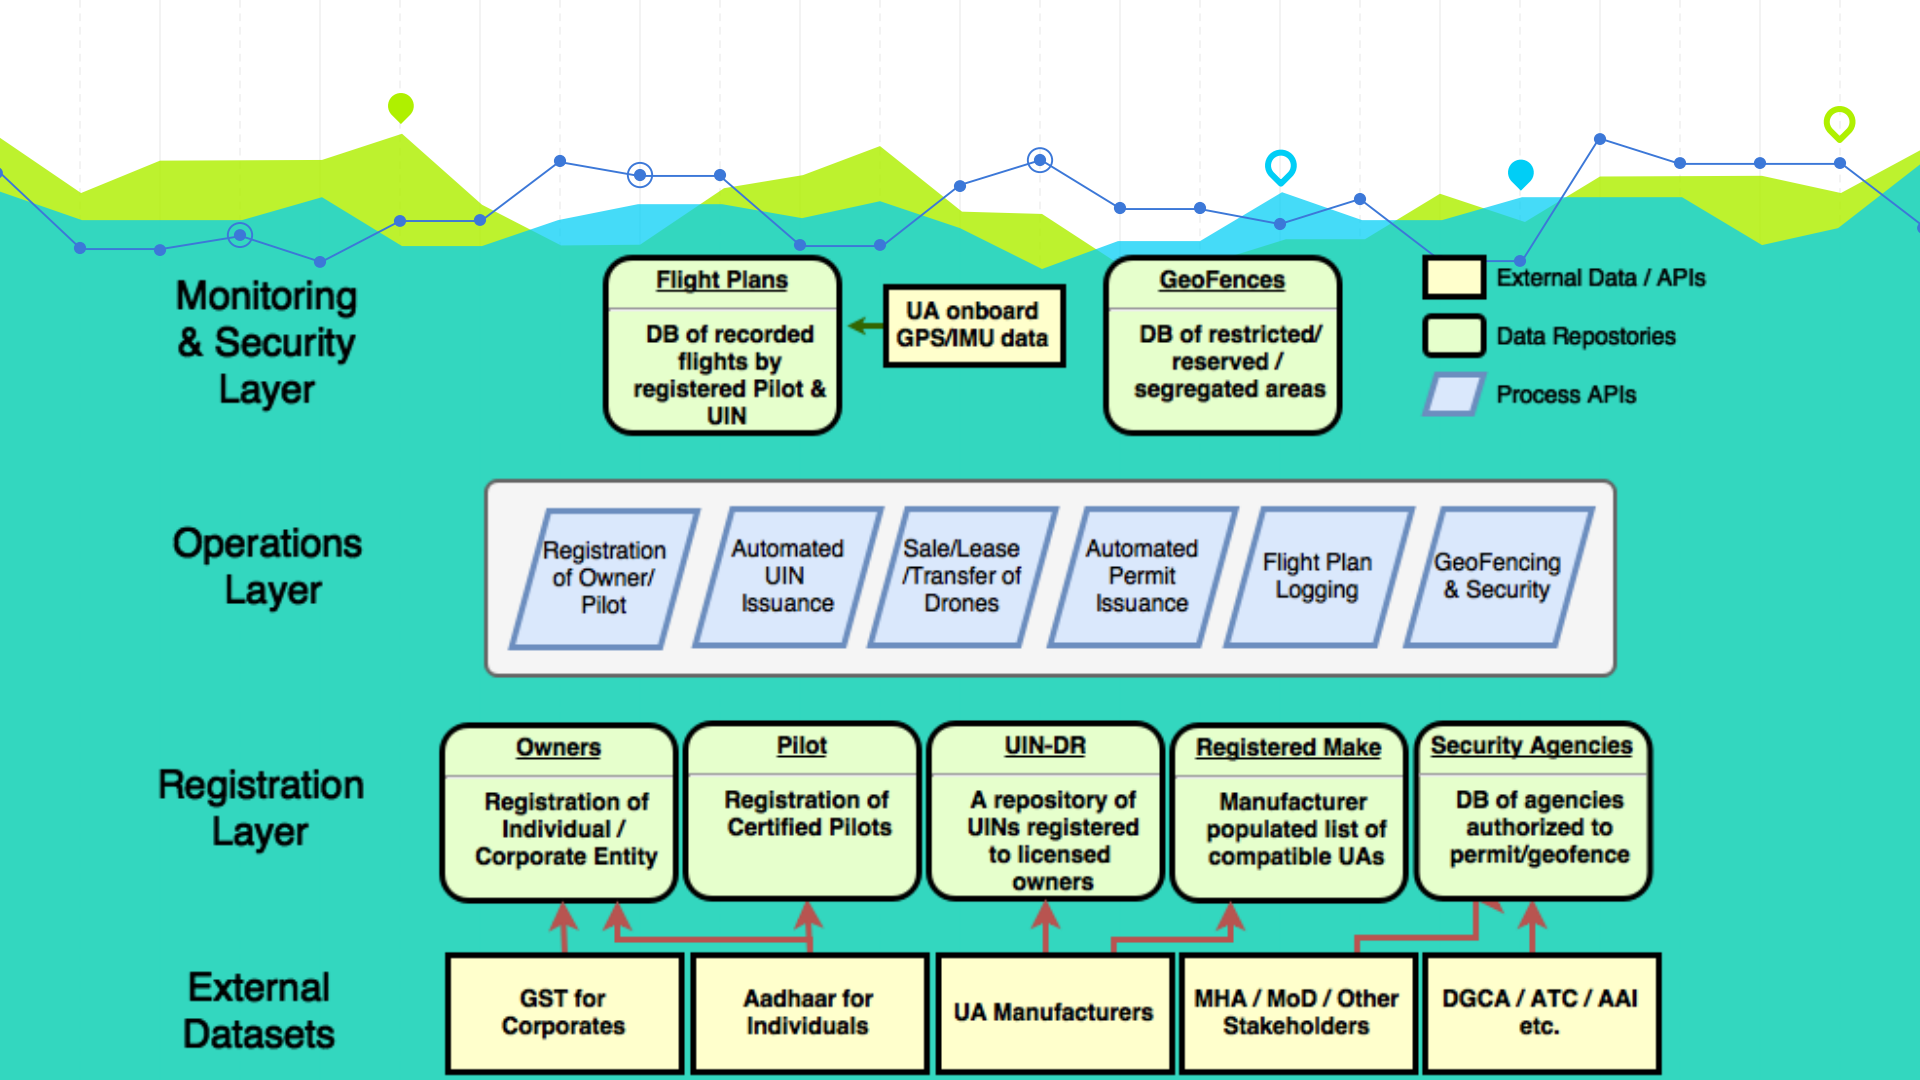 Monitoring
& Security
Layer
Flight Plans
DB of recorded
flights by
registered Pilot &
UIN
UA onboard
GPS/IMU data
GeoFences
DB of restricted/
reserved /
segregated areas
External Data / APIs
Data Repostories
Process APIs
Operations
Layer
Registration
of Owner/
Pilot
Automated
UIN
Issuance
Sale/Lease
/Transfer of
Drones
Automated
Permit
Issuance
Flight Plan
Logging
GeoFencing
& Security
Registration
Layer
Owners
Registration of
Individual /
Corporate Entity
Pilot
Registration of
Certified Pilots
UIN-DR
A repository of
UINs registered
to licensed
owners
Registered Make
Manufacturer
populated list of
compatible UAs
Security Agencies
DB of agencies
authorized to
permit/geofence
External
Datasets
GST for
Corporates
Aadhaar for
Individuals
UA Manufacturers
MHA / MoD / Other
Stakeholders
DGCA / ATC / AAI
etc.